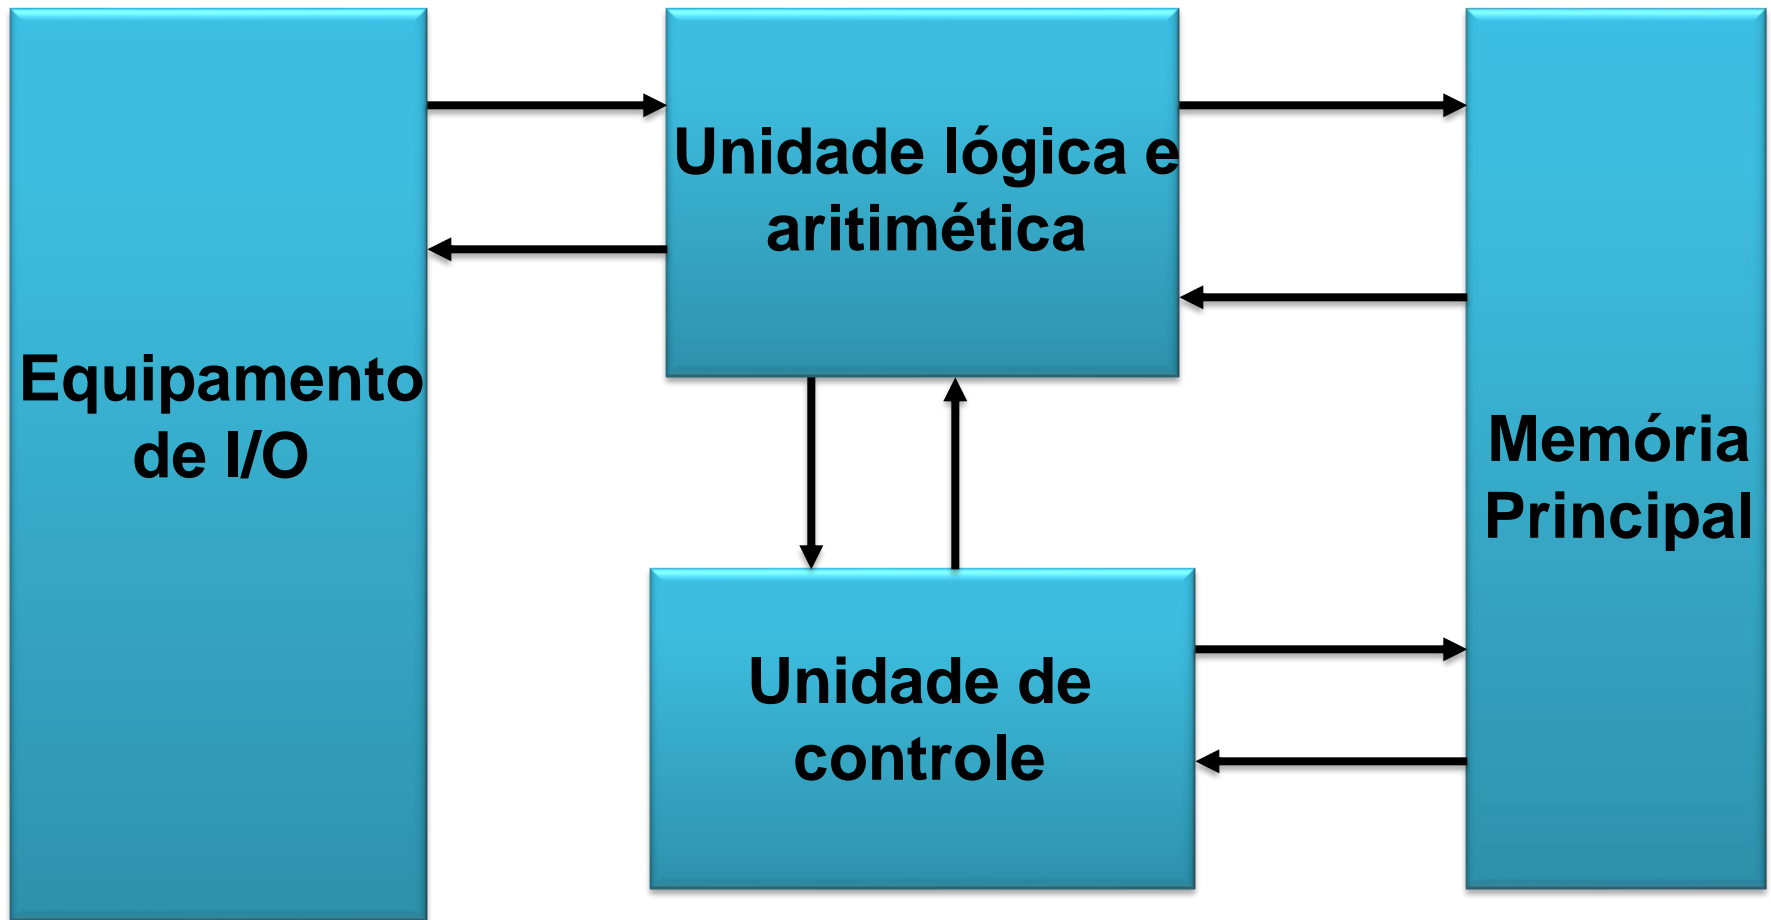 Equipamento
de I/O
Unidade lógica e
aritimética
Unidade de
controle
Memória
Principal